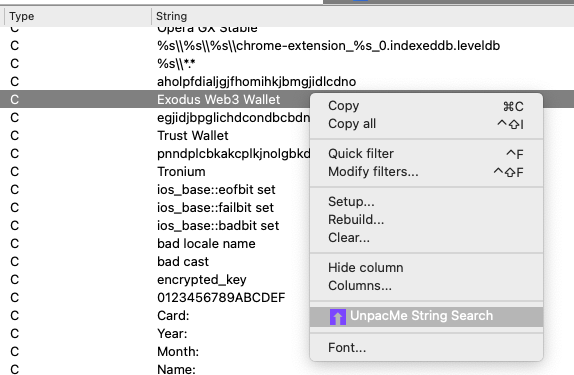 Type String
C Opera GX Stable
C %s\\%s\\%s\\chrome-extension_%s_0.indexeddb.leveldb
C %s\\*.*
C aholpfdialjgjfhomihkjbmgjidlcdno
C Exodus Web3 Wallet
C egjidjbpglichdcondbcbdn
C Trust Wallet
C pnndplcbkakcplkjnolgbkd
C Tronium
C ios_base::eofbit set
C ios_base::failbit set
C ios_base::badbit set
C bad locale name
C bad cast
C encrypted_key
C 0123456789ABCDEF
C Card:
C Year:
C Month:
C Name:
Copy ⌘C
Copy all ^⇧I
Quick filter ^F
Modify filters... ^⇧F
Setup...
Rebuild...
Clear...
Hide column
Columns...
UnpacMe String Search
Font...